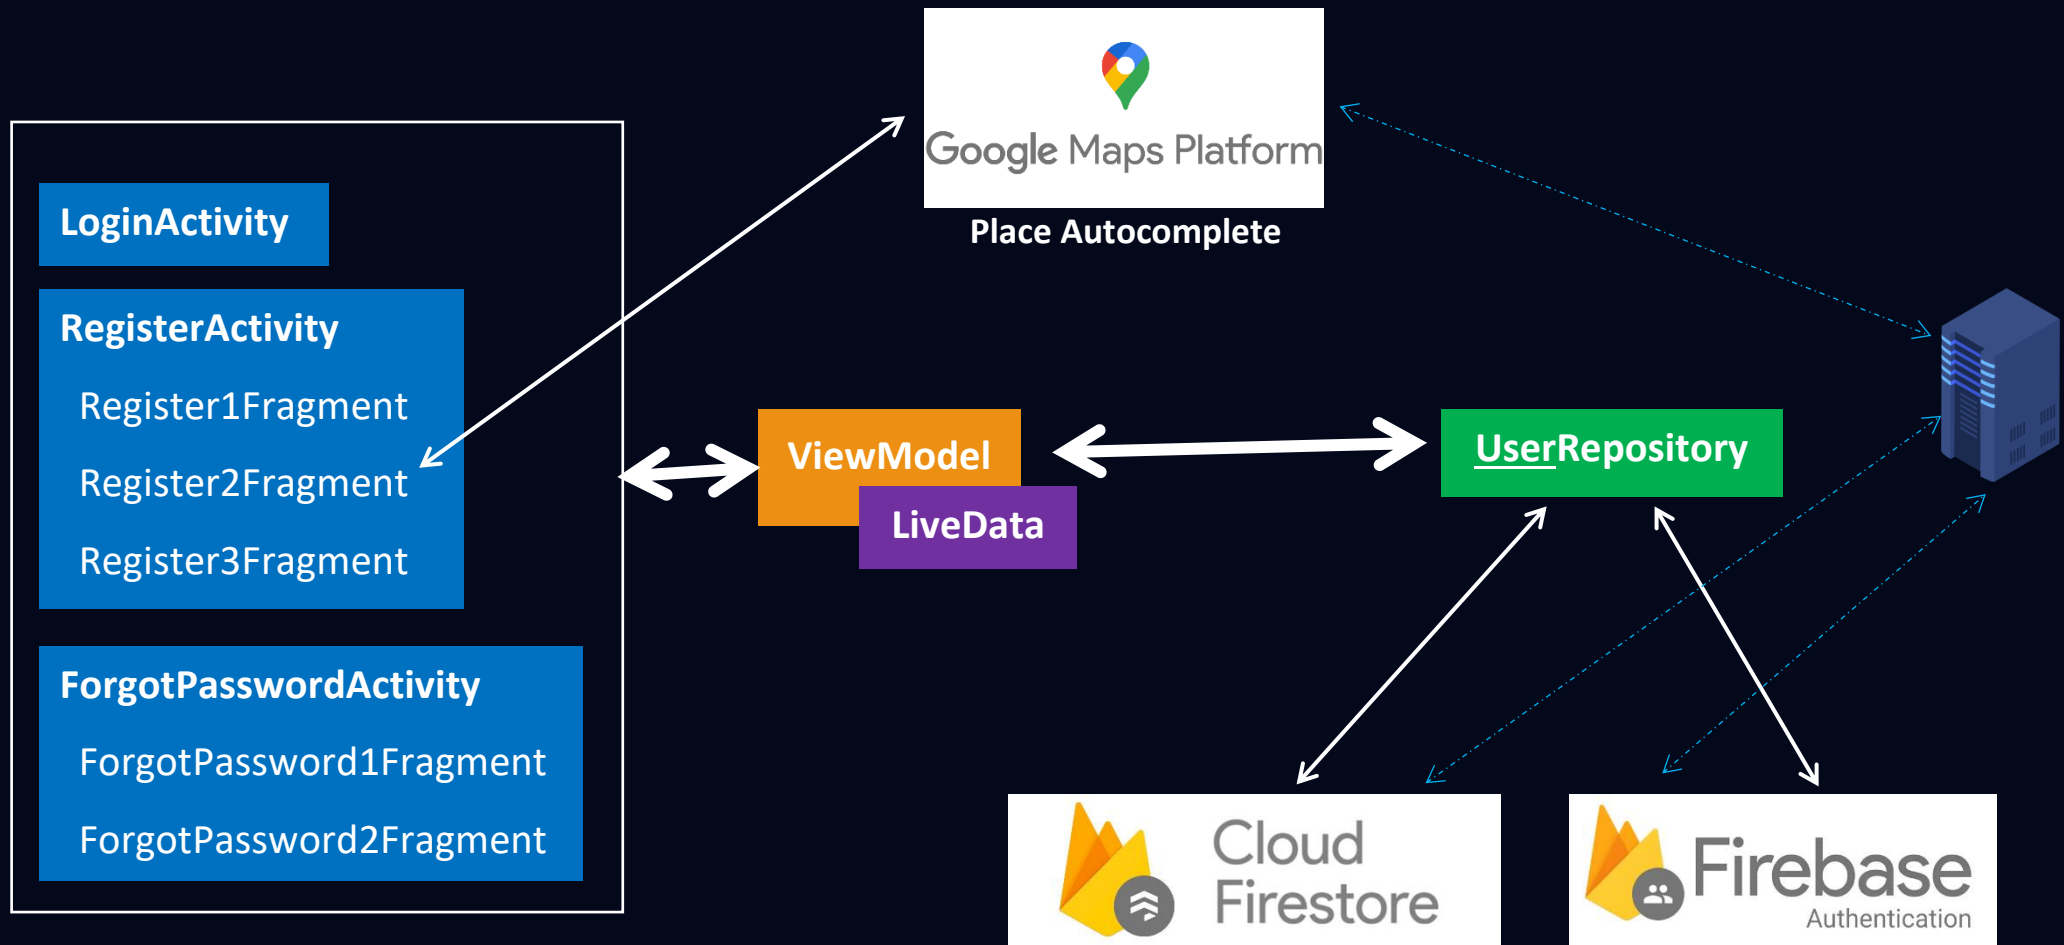 Google Maps Platform
Place Autocomplete
LoginActivity
RegisterActivity
Register1Fragment
Register2Fragment
Register3Fragment
ForgotPasswordActivity
ForgotPassword1Fragment
ForgotPassword2Fragment
ViewModel
LiveData
UserRepository
Cloud
Firestore
Firebase
Authentication